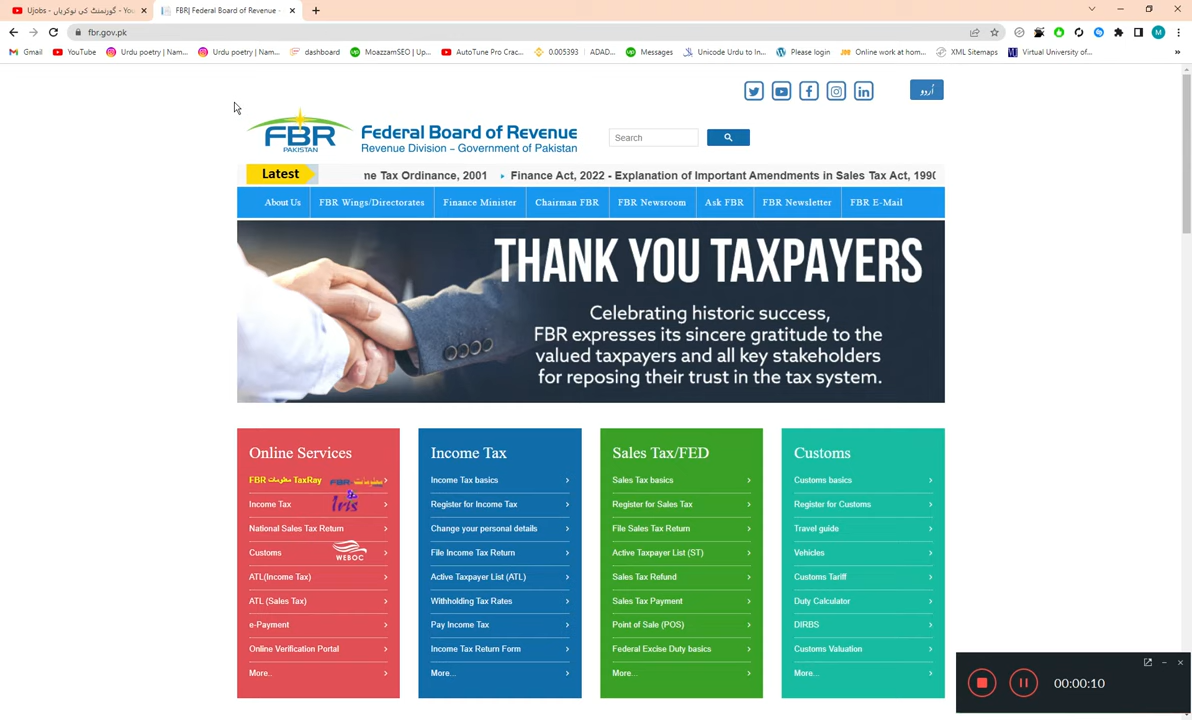 Ujobs - گورنمنٹ کی نوکریاں - You
FBR| Federal Board of Revenue -
fbr.gov.pk
M
Gmail
YouTube
Urdu poetry | Nam...
Urdu poetry | Nam...
dashboard
MoazzamSEO | Up...
AutoTune Pro Crac...
0.005393 | ADAD...
Messages
Unicode Urdu to In...
Please login
Online work at hom...
XML Sitemaps
Virtual University of...
اُردو
FBR
PAKISTAN
Federal Board of Revenue
Revenue Division – Government of Pakistan
Search
Latest
ne Tax Ordinance, 2001
Finance Act, 2022 - Explanation of Important Amendments in Sales Tax Act, 1990
About Us
FBR Wings/Directorates
Finance Minister
Chairman FBR
FBR Newsroom
Ask FBR
FBR Newsletter
FBR E-Mail
THANK YOU TAXPAYERS
Celebrating historic success,
FBR expresses its sincere gratitude to the
valued taxpayers and all key stakeholders
for reposing their trust in the tax system.
Online Services
FBR معلومات TaxRay
FBR معلومات
&
Iris
Income Tax
National Sales Tax Return
Customs
WEBOC
ATL(Income Tax)
ATL (Sales Tax)
e-Payment
Online Verification Portal
More..
Income Tax
Income Tax basics
Register for Income Tax
Change your personal details
File Income Tax Return
Active Taxpayer List (ATL)
Withholding Tax Rates
Pay Income Tax
Income Tax Return Form
More...
Sales Tax/FED
Sales Tax basics
Register for Sales Tax
File Sales Tax Return
Active Taxpayer List (ST)
Sales Tax Refund
Sales Tax Payment
Point of Sale (POS)
Federal Excise Duty basics
More...
Customs
Customs basics
Register for Customs
Travel guide
Vehicles
Customs Tariff
Duty Calculator
DIRBS
Customs Valuation
More...
00:00:10